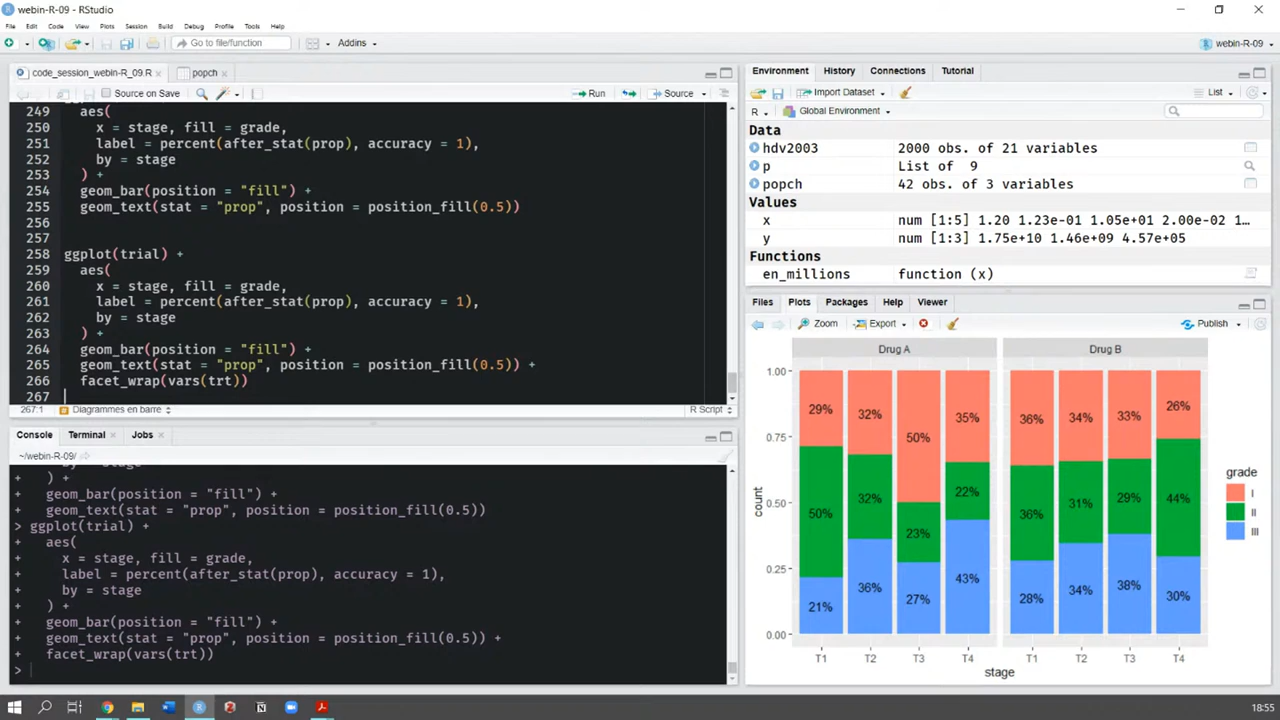 webin-R-09 - RStudio
File Edit Code View Plots Session Build Debug Profile Tools Help
Go to file/function Addins webin-R-09
code_session_webin-R_09.R popch
Source on Save Run Source
249 aes(
250 x = stage, fill = grade,
251 label = percent(after_stat(prop), accuracy = 1),
252 by = stage
253 ) +
254 geom_bar(position = "fill") +
255 geom_text(stat = "prop", position = position_fill(0.5))
256
257
258 ggplot(trial) +
259 aes(
260 x = stage, fill = grade,
261 label = percent(after_stat(prop), accuracy = 1),
262 by = stage
263 ) +
264 geom_bar(position = "fill") +
265 geom_text(stat = "prop", position = position_fill(0.5)) +
266 facet_wrap(vars(trt))
267
267:1 Diagrammes en barre R Script
Console Terminal Jobs
~/webin-R-09/
+ ) +
+ geom_bar(position = "fill") +
+ geom_text(stat = "prop", position = position_fill(0.5))
> ggplot(trial) +
+ aes(
+ x = stage, fill = grade,
+ label = percent(after_stat(prop), accuracy = 1),
+ by = stage
+ ) +
+ geom_bar(position = "fill") +
+ geom_text(stat = "prop", position = position_fill(0.5)) +
+ facet_wrap(vars(trt))
>
Environment History Connections Tutorial
Import Dataset List
R Global Environment
Data
hdv2003 2000 obs. of 21 variables
p List of 9
popch 42 obs. of 3 variables
Values
x num [1:5] 1.20 1.23e-01 1.05e+01 2.00e-02 1…
y num [1:3] 1.75e+10 1.46e+09 4.57e+05
Functions
en_millions function (x)
Files Plots Packages Help Viewer
Zoom Export Publish
Drug A Drug B
1.00
29% 32% 50% 35% 36% 34% 33% 26%
0.75
50% 32% 23% 22% 36% 31% 29% 44%
0.50
0.25
21% 36% 27% 43% 28% 34% 38% 30%
0.00
count
T1 T2 T3 T4 T1 T2 T3 T4
stage
grade
I
II
III
18:55